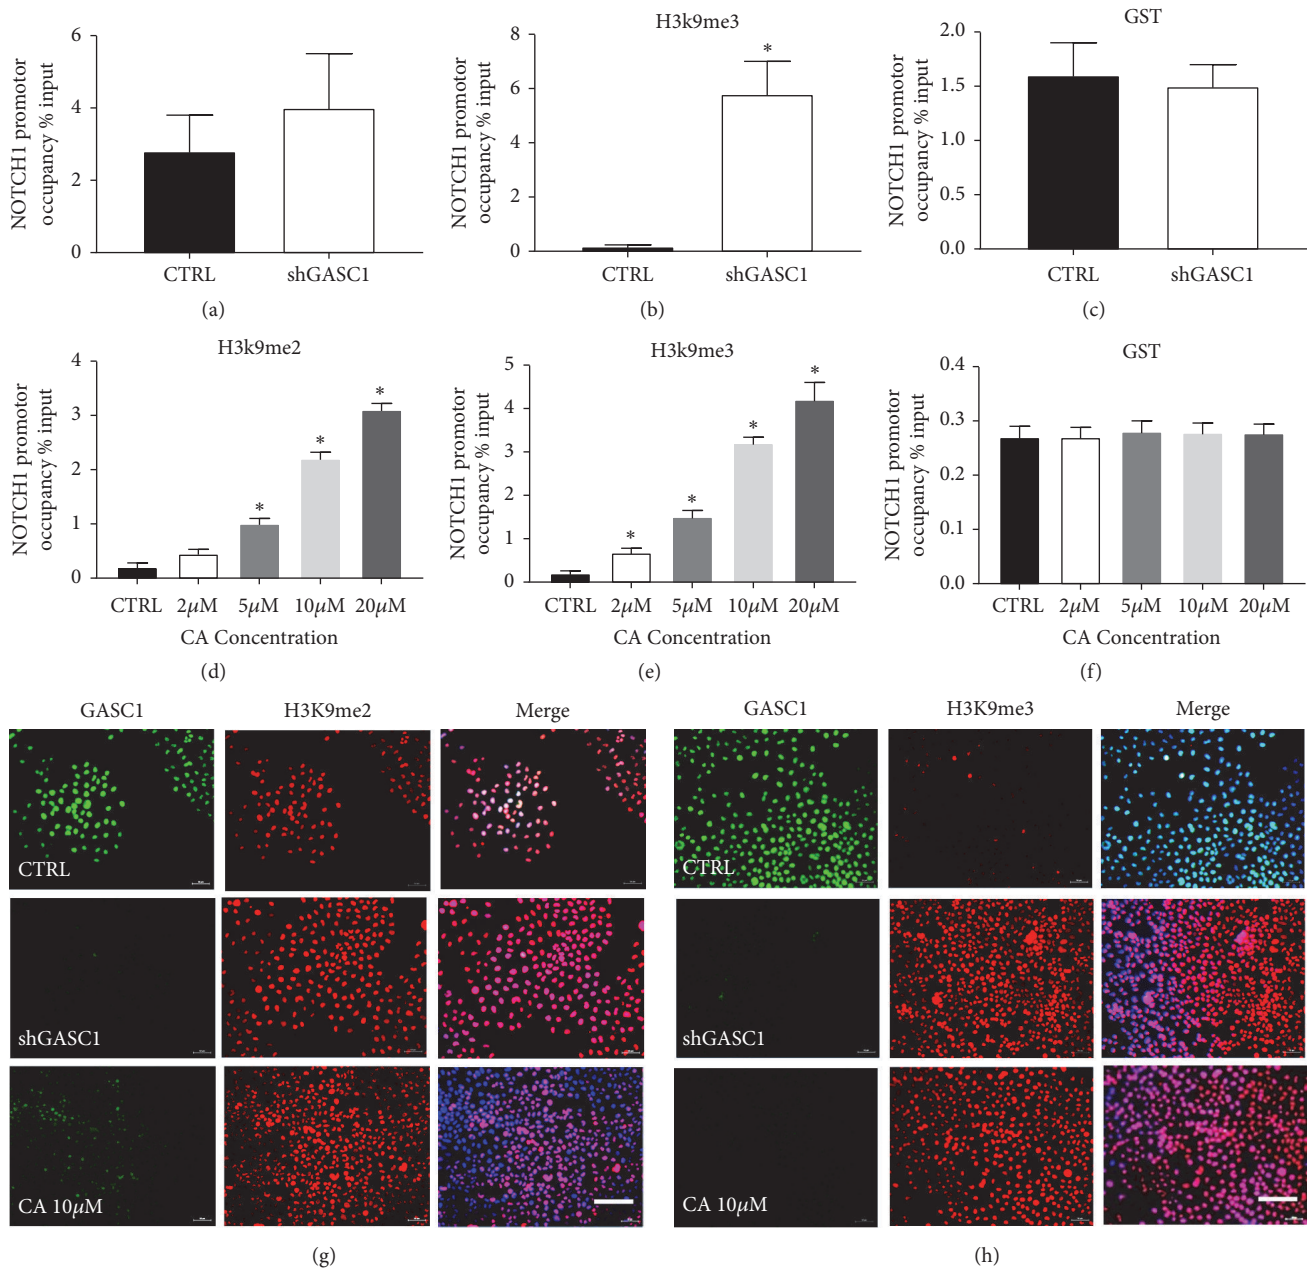 NOTCH1 promotor
occupancy % input
6
4
2
0
CTRL
shGASC1
(a)
H3k9me3
NOTCH1 promotor
occupancy % input
8
6
4
2
0
*
CTRL
shGASC1
(b)
GST
NOTCH1 promotor
occupancy % input
2.0
1.5
1.0
0.5
0.0
CTRL
shGASC1
(c)
H3k9me2
NOTCH1 promotor
occupancy % input
4
3
2
1
0
* * * 
CTRL 2μM 5μM 10μM 20μM
CA Concentration
(d)
H3k9me3
NOTCH1 promotor
occupancy % input
5
4
3
2
1
0
* * * *
CTRL 2μM 5μM 10μM 20μM
CA Concentration
(e)
GST
NOTCH1 promotor
occupancy % input
0.4
0.3
0.2
0.1
0.0
CTRL 2μM 5μM 10μM 20μM
CA Concentration
(f)
GASC1 H3K9me2 Merge
CTRL
shGASC1
CA 10μM
(g)
GASC1 H3K9me3 Merge
CTRL
shGASC1
CA 10μM
(h)